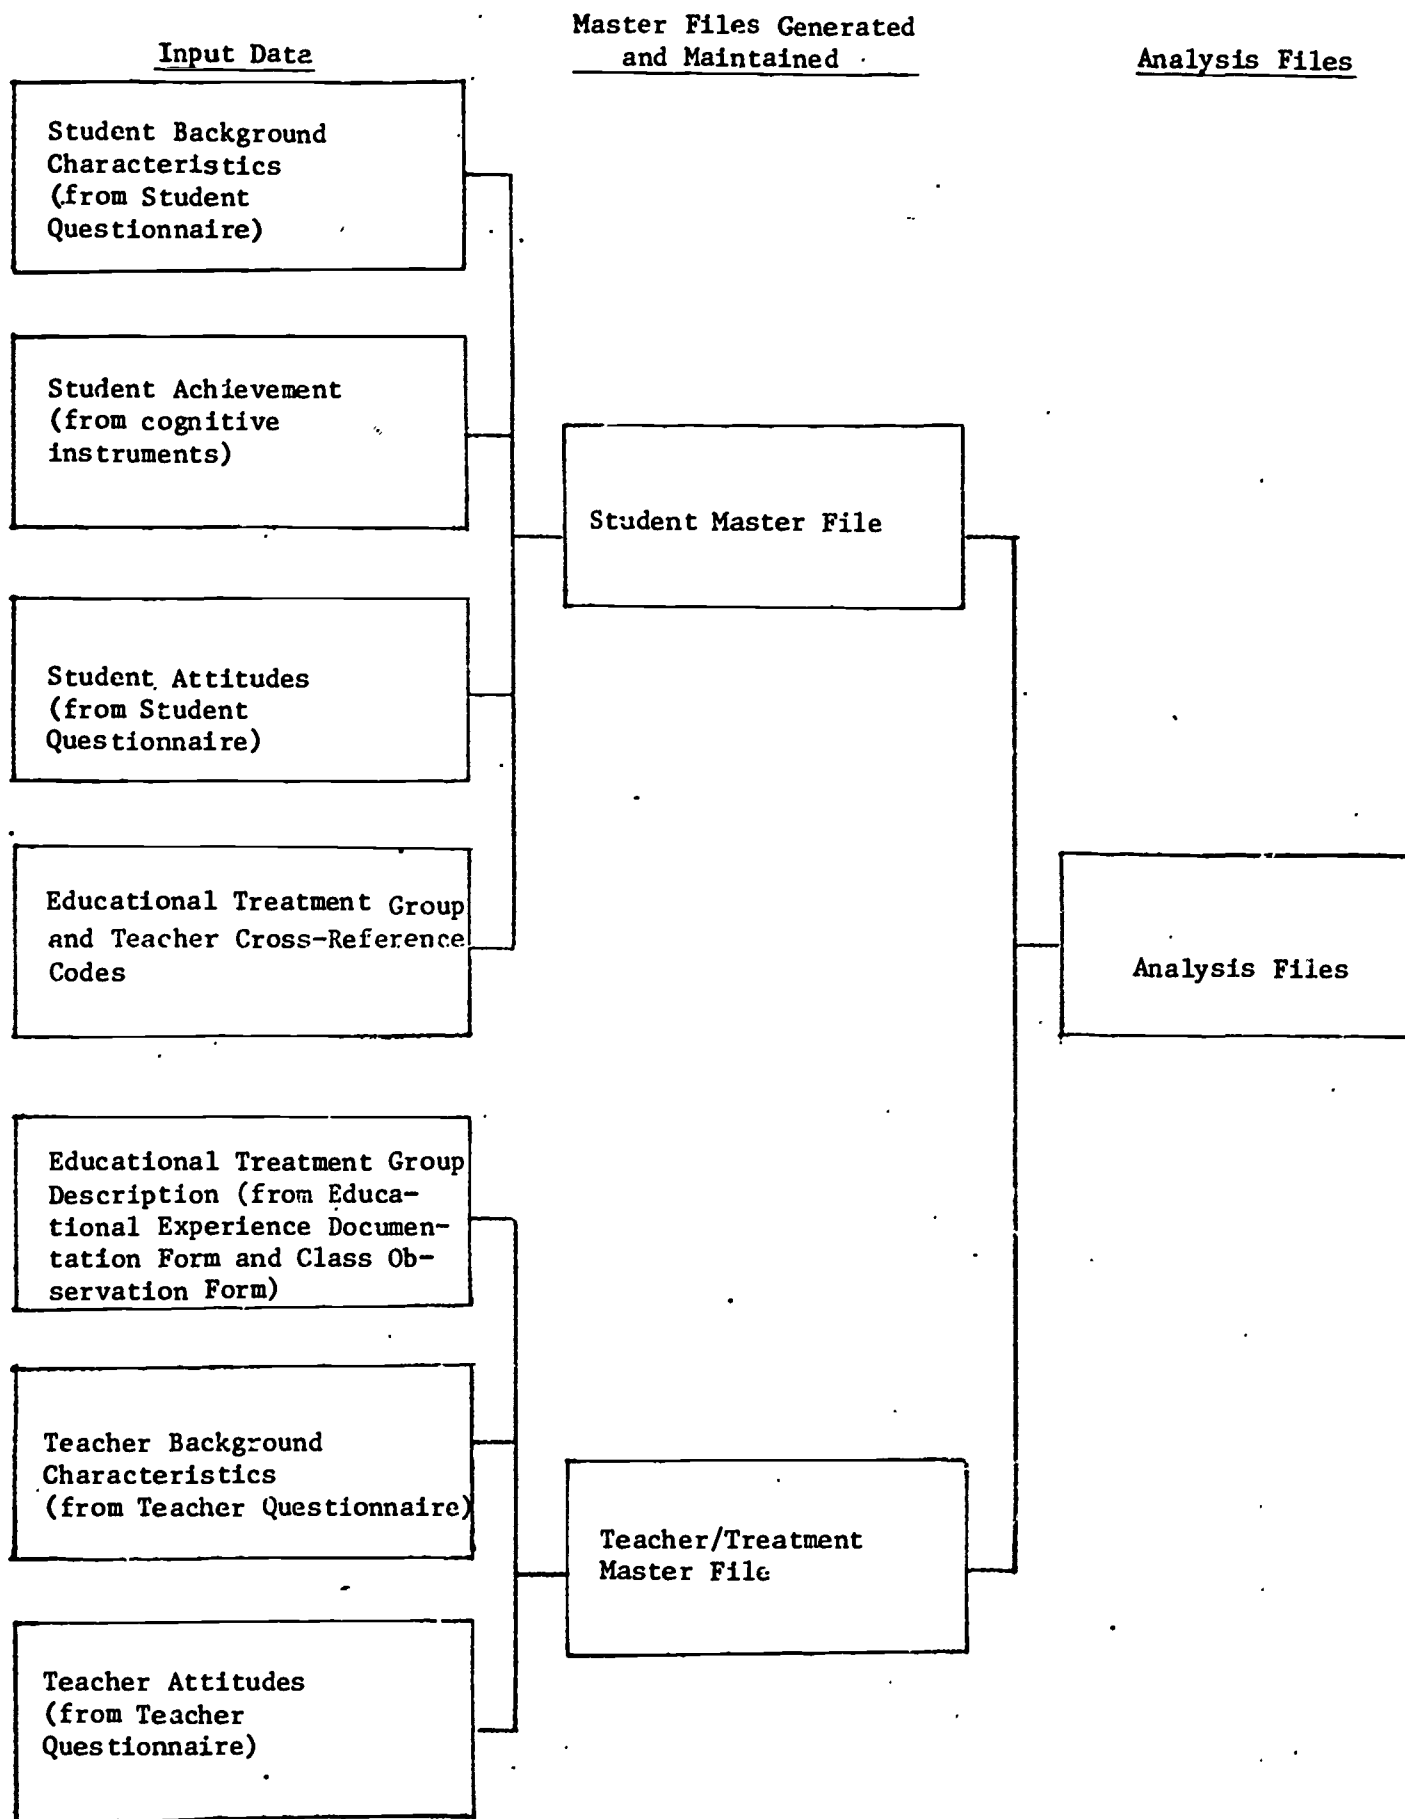 Input Data
Master Files Generated
and Maintained
Analysis Files
Student Background
Characteristics
(from Student
Questionnaire)
Student Achievement
(from cognitive
instruments)
Student Attitudes
(from Student
Questionnaire)
Educational Treatment Group
and Teacher Cross-Reference
Codes
Educational Treatment Group
Description (from Educa-
tional Experience Documen-
tation Form and Class Ob-
servation Form)
Teacher Background
Characteristics
(from Teacher Questionnaire)
Teacher Attitudes
(from Teacher
Questionnaire)
Student Master File
Teacher/Treatment
Master File
Analysis Files